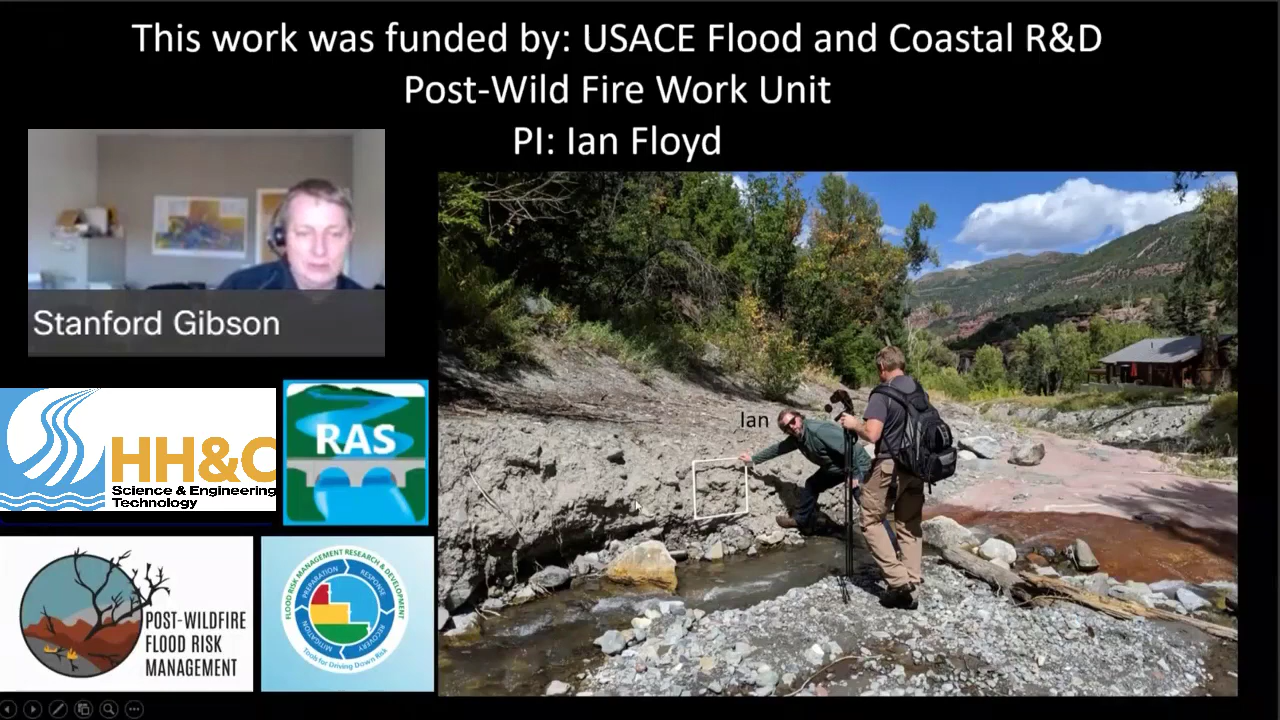 This work was funded by: USACE Flood and Coastal R&D
Post-Wild Fire Work Unit
PI: Ian Floyd
Stanford Gibson
Ian
HH&C
Science & Engineering
Technology
RAS
POST-WILDFIRE
FLOOD RISK
MANAGEMENT
FLOOD RISK MANAGEMENT RESEARCH & DEVELOPMENT
PREPARATION
RESPONSE
RECOVERY
MITIGATION
Tools for Driving Down Risk